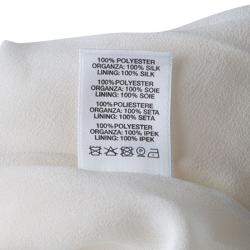 100% POLYESTER
ORGANZA: 100% SILK
LINING: 100% SILK
100% POLYESTER
ORGANZA: 100% SOIE
LINING: 100% SOIE
100% POLIESTERE
ORGANZA: 100% SETA
LINING: 100% SETA
100% POLYESTER
ORGANZA: 100% IPEK
LINING: 100% IPEK